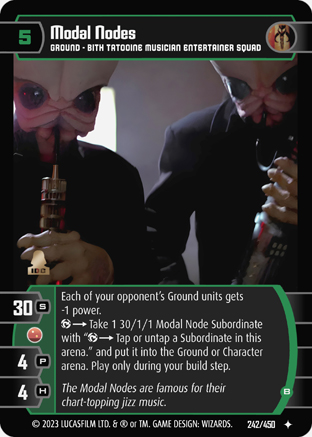 5
Modal Nodes
GROUND - BITH TATOOINE MUSICIAN ENTERTAINER SQUAD
IDC
30 S
4 P
4 H
Each of your opponent's Ground units gets
-1 power.
Take 1 30/1/1 Modal Node Subordinate
with "Tap or untap a Subordinate in this
arena." and put it into the Ground or Character
arena. Play only during your build step.
The Modal Nodes are famous for their
chart-topping jizz music.
B
© 2023 LUCASFILM LTD. & ® or TM. GAME DESIGN: WIZARDS.
242/450